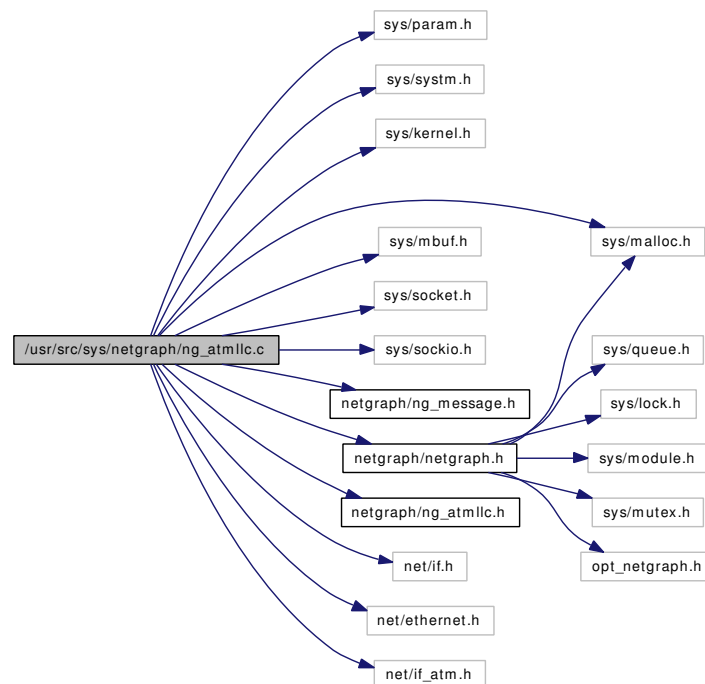 sys/param.h
sys/systm.h
sys/kernel.h
sys/mbuf.h
sys/malloc.h
sys/socket.h
/usr/src/sys/netgraph/ng_atmllc.c
sys/sockio.h
sys/queue.h
netgraph/ng_message.h
sys/lock.h
netgraph/netgraph.h
sys/module.h
netgraph/ng_atmllc.h
sys/mutex.h
net/if.h
opt_netgraph.h
net/ethernet.h
net/if_atm.h